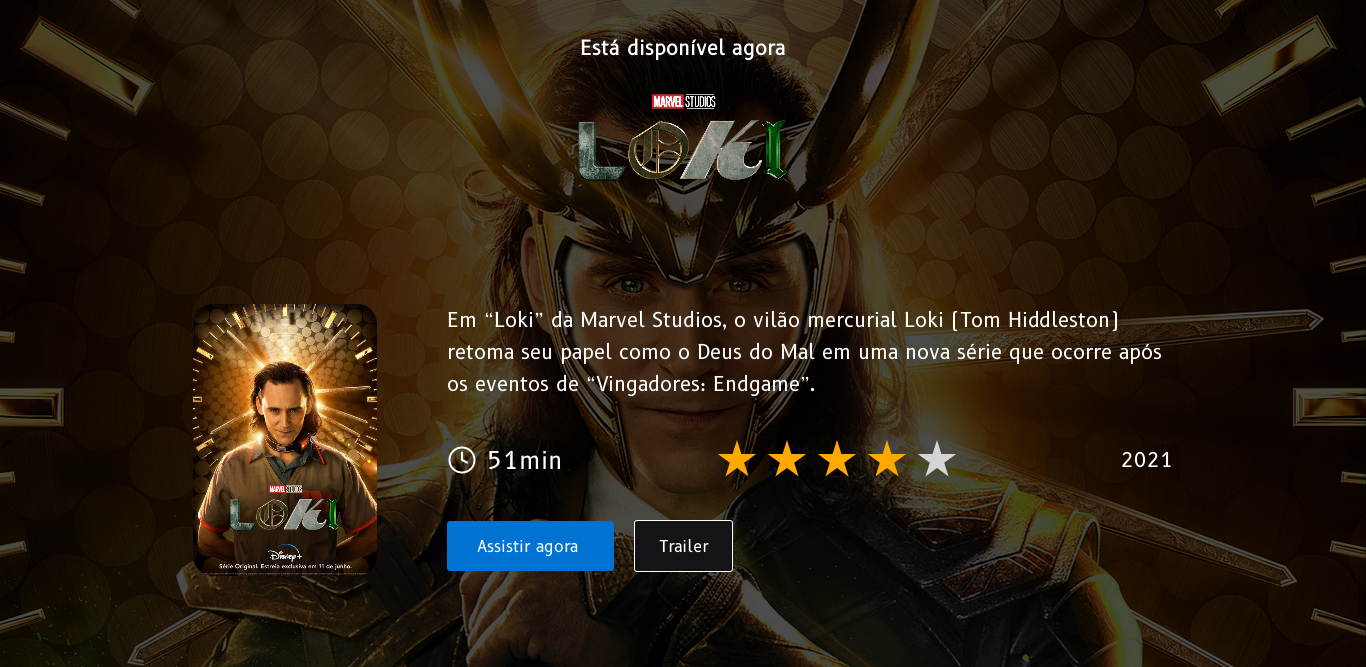 Está disponível agora
MARVEL STUDIOS
LOKI
Em “Loki” da Marvel Studios, o vilão mercurial Loki (Tom Hiddleston)
retoma seu papel como o Deus do Mal em uma nova série que ocorre após
os eventos de “Vingadores: Endgame”.
51min
2021
Assistir agora
Trailer
MARVEL STUDIOS
LOKI
Disney+
Série Original. Estreia exclusiva em 11 de junho.